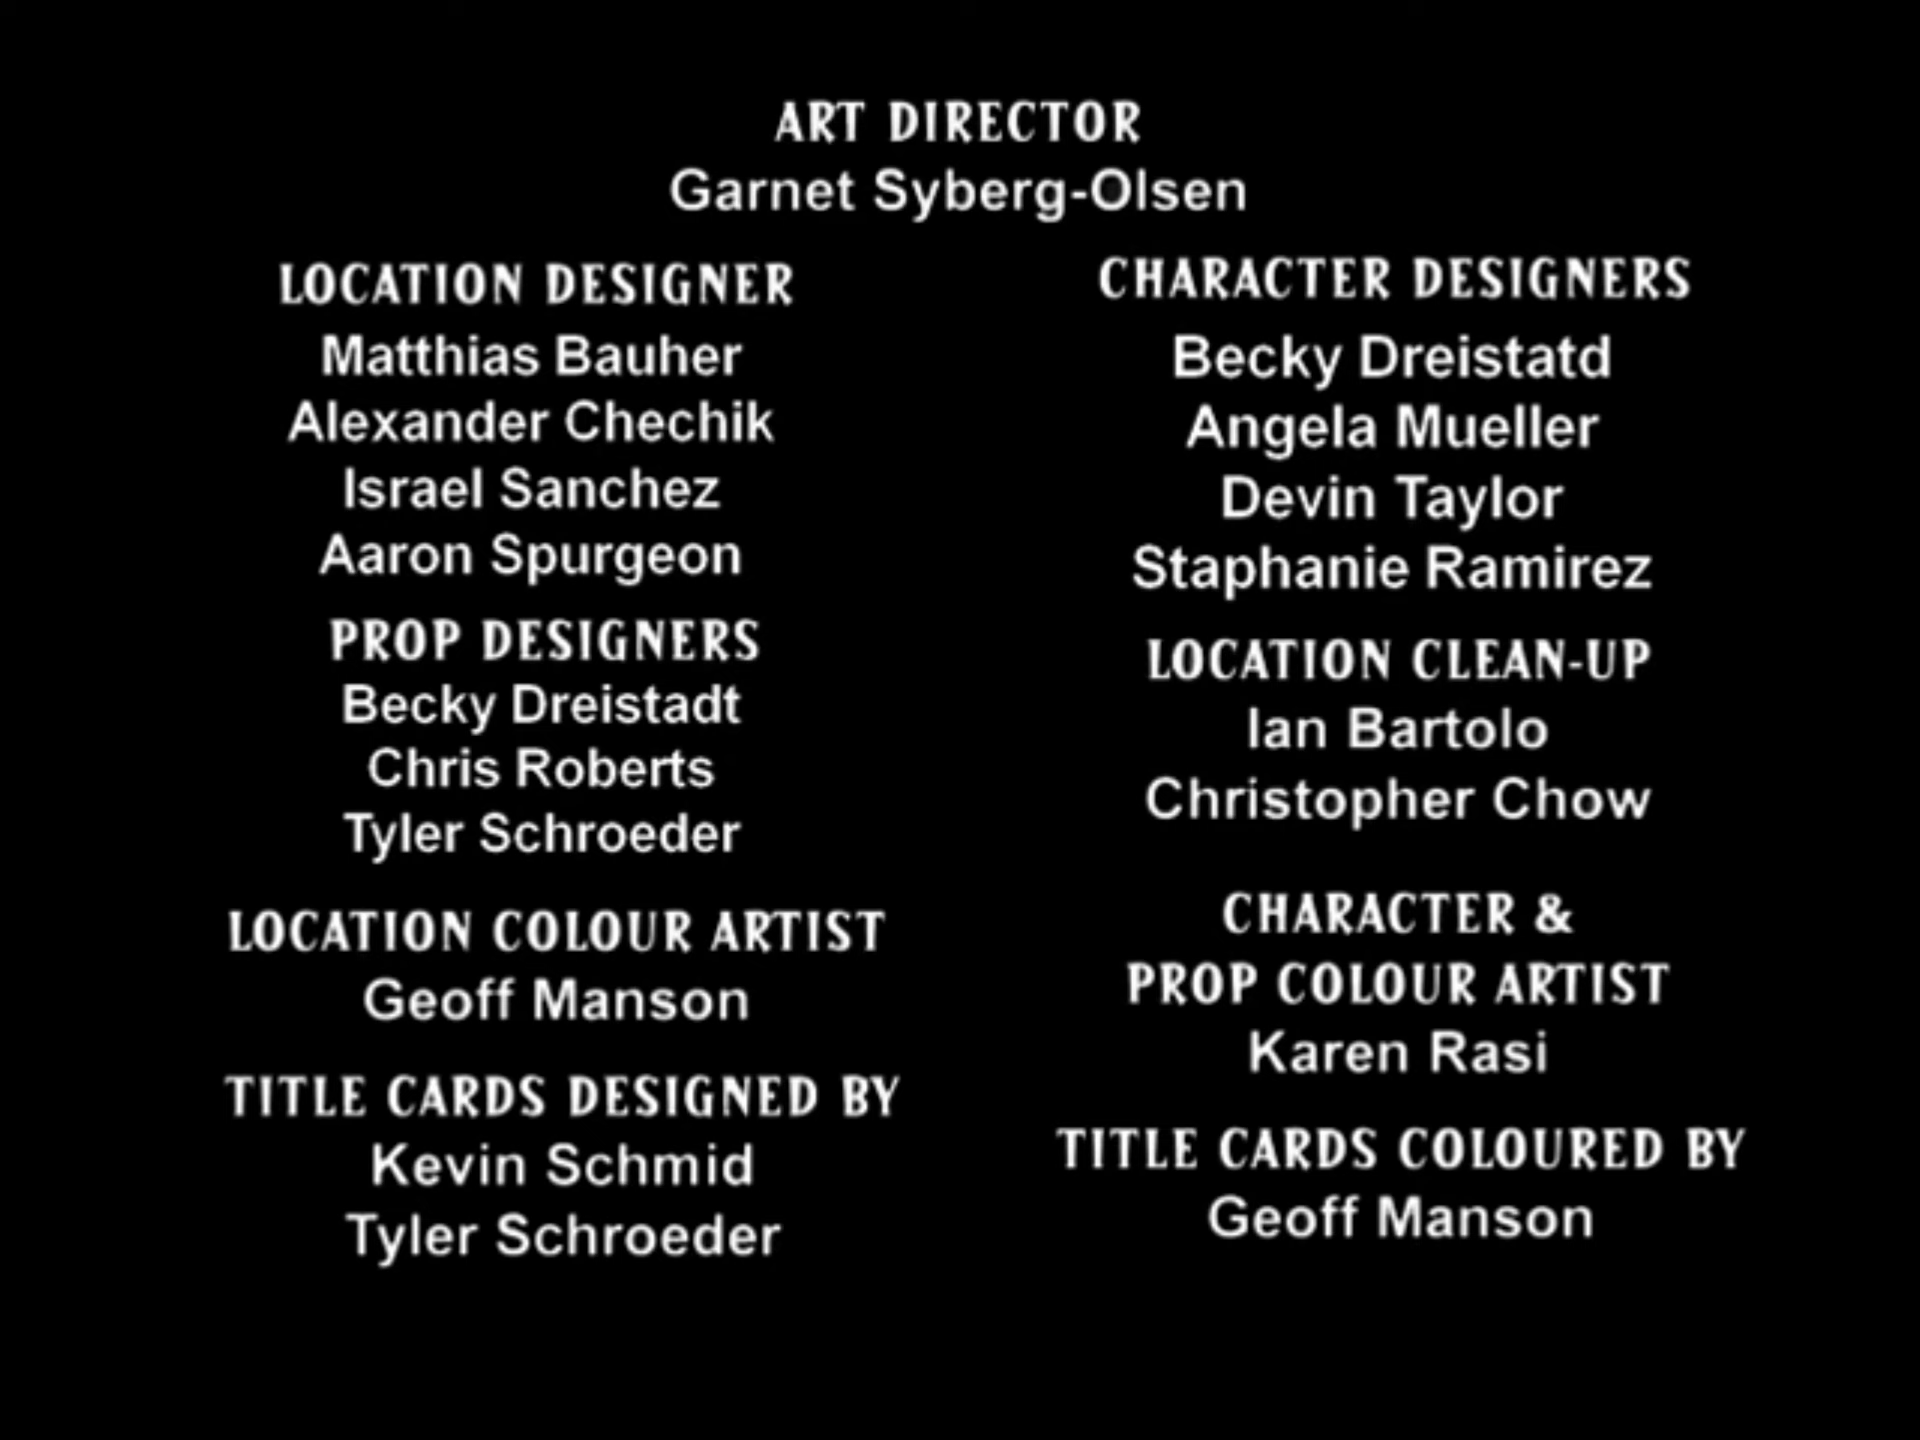 ART DIRECTOR
Garnet Syberg-Olsen
LOCATION DESIGNER
Matthias Bauher
Alexander Chechik
Israel Sanchez
Aaron Spurgeon
PROP DESIGNERS
Becky Dreistadt
Chris Roberts
Tyler Schroeder
LOCATION COLOUR ARTIST
Geoff Manson
TITLE CARDS DESIGNED BY
Kevin Schmid
Tyler Schroeder
CHARACTER DESIGNERS
Becky Dreistatd
Angela Mueller
Devin Taylor
Staphanie Ramirez
LOCATION CLEAN-UP
Ian Bartolo
Christopher Chow
CHARACTER &
PROP COLOUR ARTIST
Karen Rasi
TITLE CARDS COLOURED BY
Geoff Manson